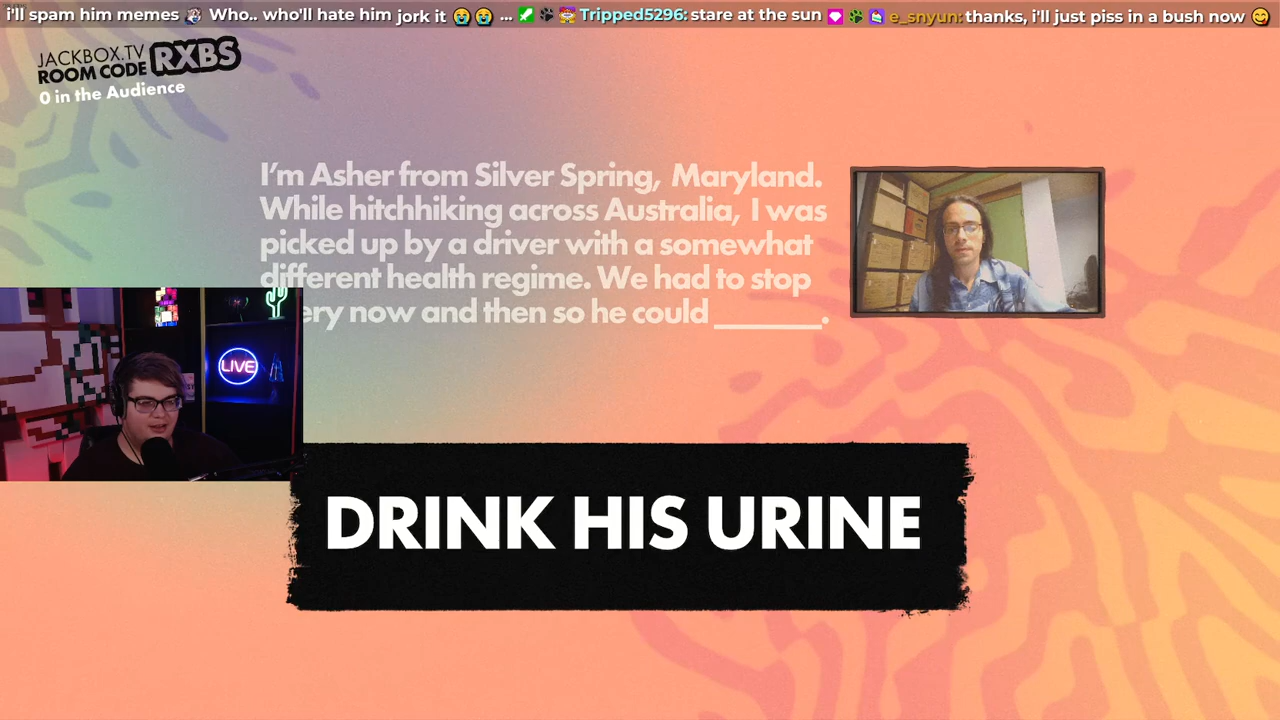 i'll spam him memes Who.. who'll hate him jork it 😭 😭 ... Tripped5296: stare at the sun e_snyun: thanks, i'll just piss in a bush now 😋
JACKBOX.TV
ROOM CODE RXBS
0 in the Audience
I'm Asher from Silver Spring, Maryland.
While hitchhiking across Australia, I was
picked up by a driver with a somewhat
different health regime. We had to stop
ery now and then so he could ______.
LIVE
DRINK HIS URINE